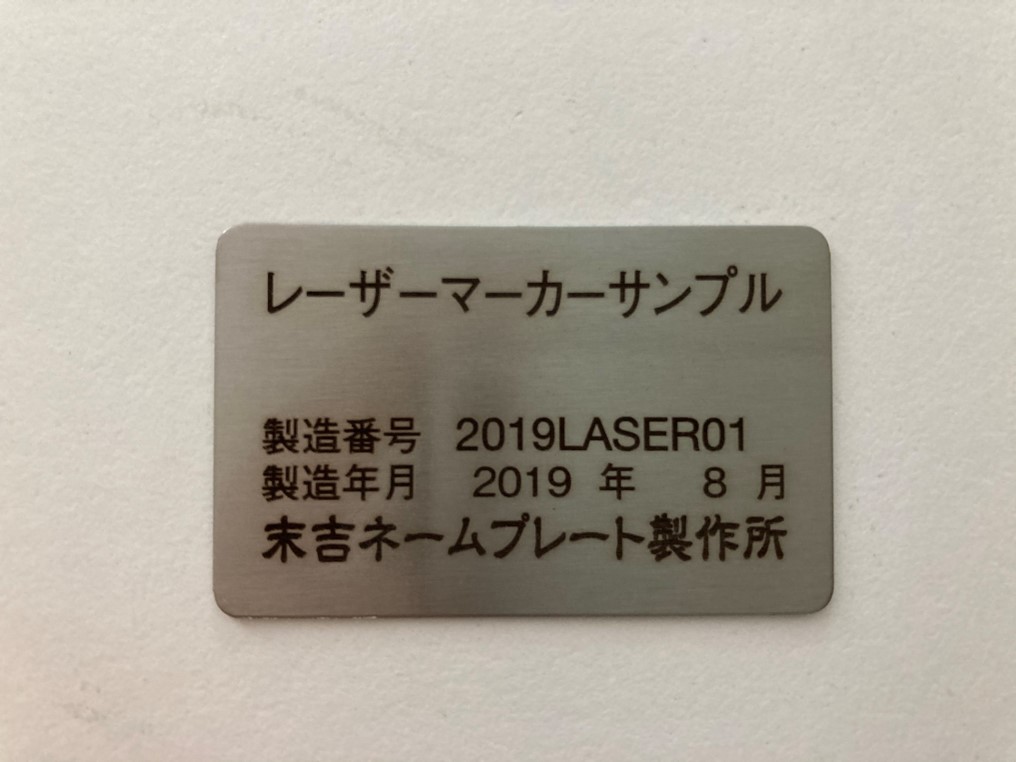 レーザーマーカーサンプル
製造番号 2019LASER01
製造年月 2019 年 8 月
末吉ネームプレート製作所